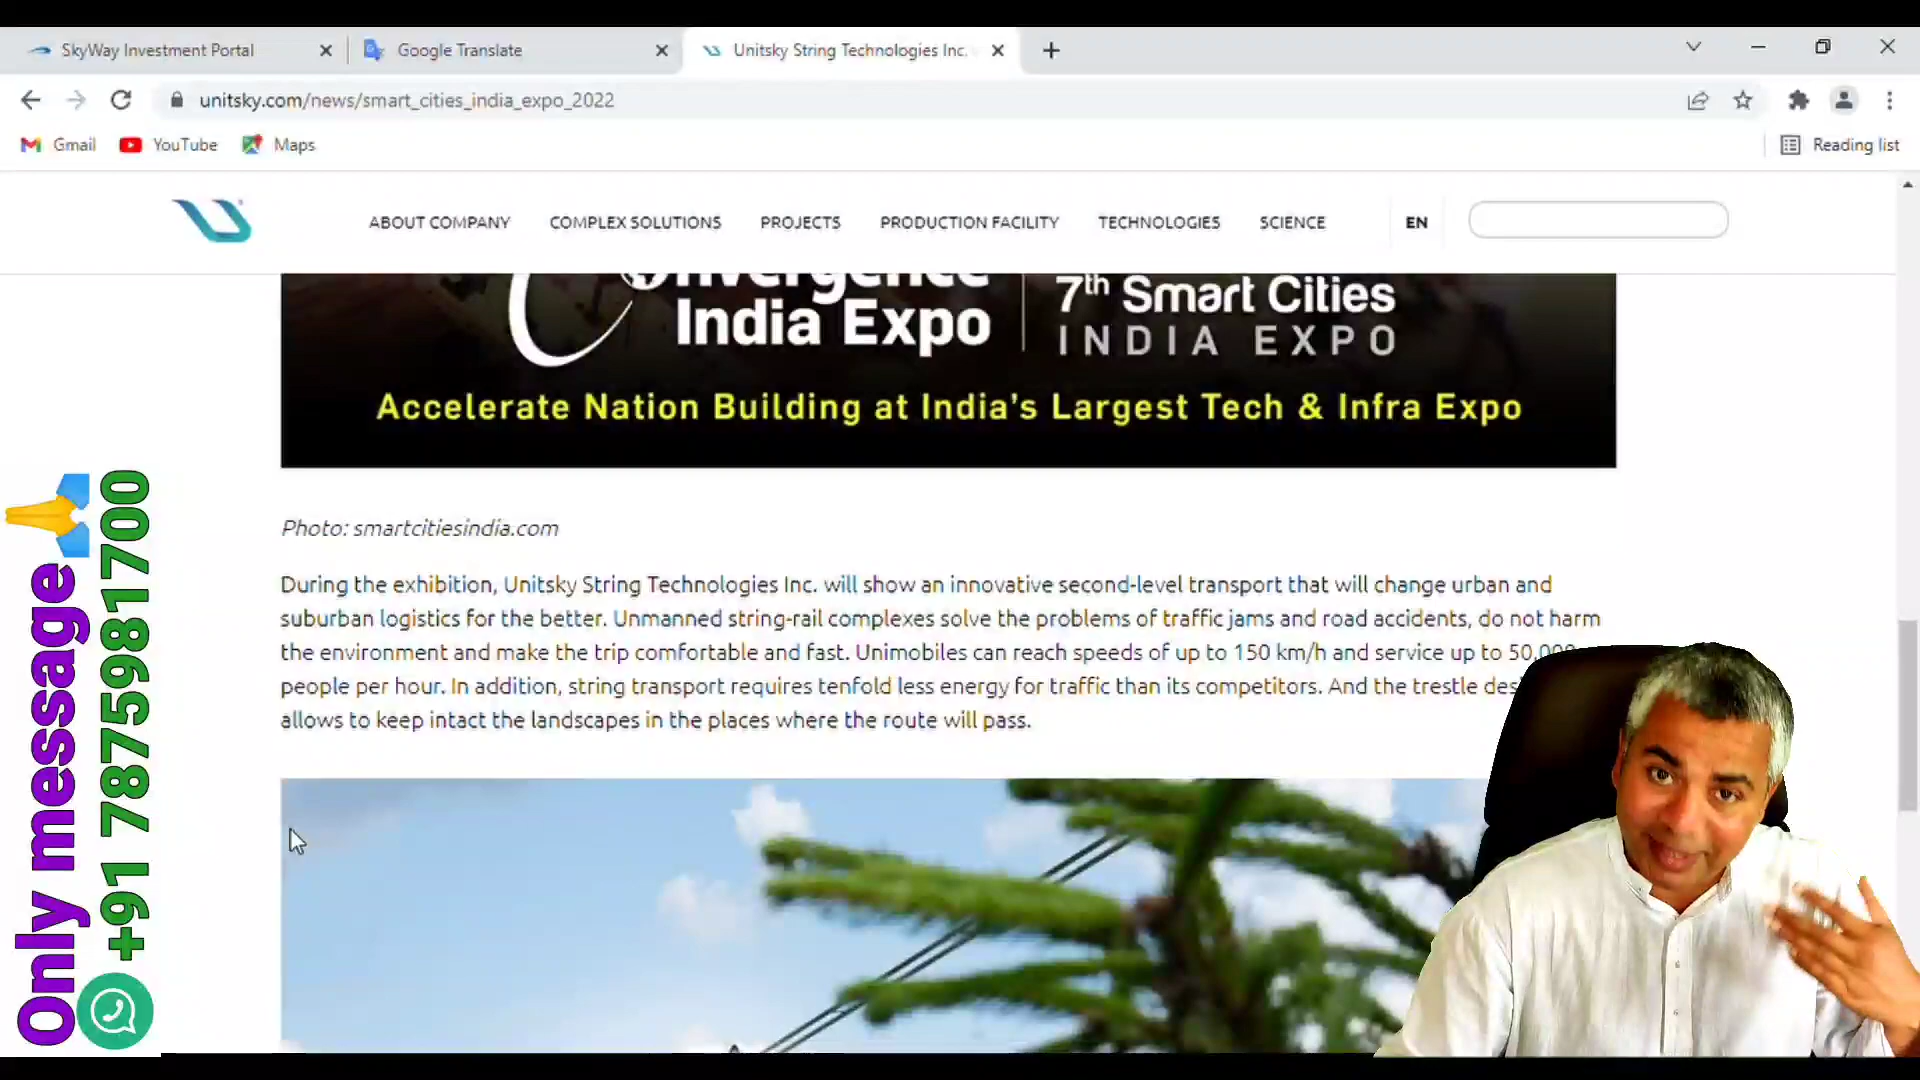 SkyWay Investment Portal
Google Translate
Unitsky String Technologies Inc.
unitsky.com/news/smart_cities_india_expo_2022
Gmail
YouTube
Maps
Reading list
ABOUT COMPANY
COMPLEX SOLUTIONS
PROJECTS
PRODUCTION FACILITY
TECHNOLOGIES
SCIENCE
EN
Convergence
India Expo
7th Smart Cities
INDIA EXPO
Accelerate Nation Building at India's Largest Tech & Infra Expo
Photo: smartcitiesindia.com
During the exhibition, Unitsky String Technologies Inc. will show an innovative second-level transport that will change urban and
suburban logistics for the better. Unmanned string-rail complexes solve the problems of traffic jams and road accidents, do not harm
the environment and make the trip comfortable and fast. Unimobiles can reach speeds of up to 150 km/h and service up to 50,000
people per hour. In addition, string transport requires tenfold less energy for traffic than its competitors. And the trestle
allows to keep intact the landscapes in the places where the route will pass.
Only message🙏
+91 7875981700